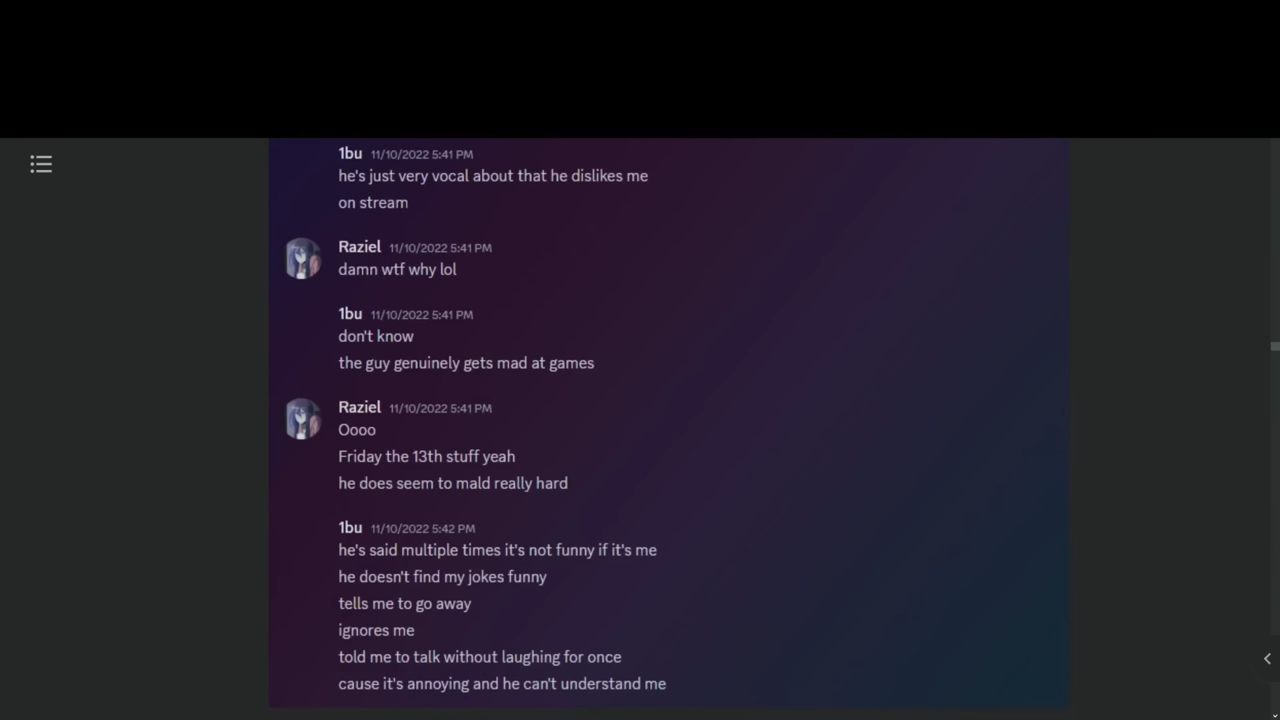 1bu 11/10/2022 5:41 PM
he's just very vocal about that he dislikes me
on stream
Raziel 11/10/2022 5:41 PM
damn wtf why lol
1bu 11/10/2022 5:41 PM
don't know
the guy genuinely gets mad at games
Raziel 11/10/2022 5:41 PM
Oooo
Friday the 13th stuff yeah
he does seem to mald really hard
1bu 11/10/2022 5:42 PM
he's said multiple times it's not funny if it's me
he doesn't find my jokes funny
tells me to go away
ignores me
told me to talk without laughing for once
cause it's annoying and he can't understand me